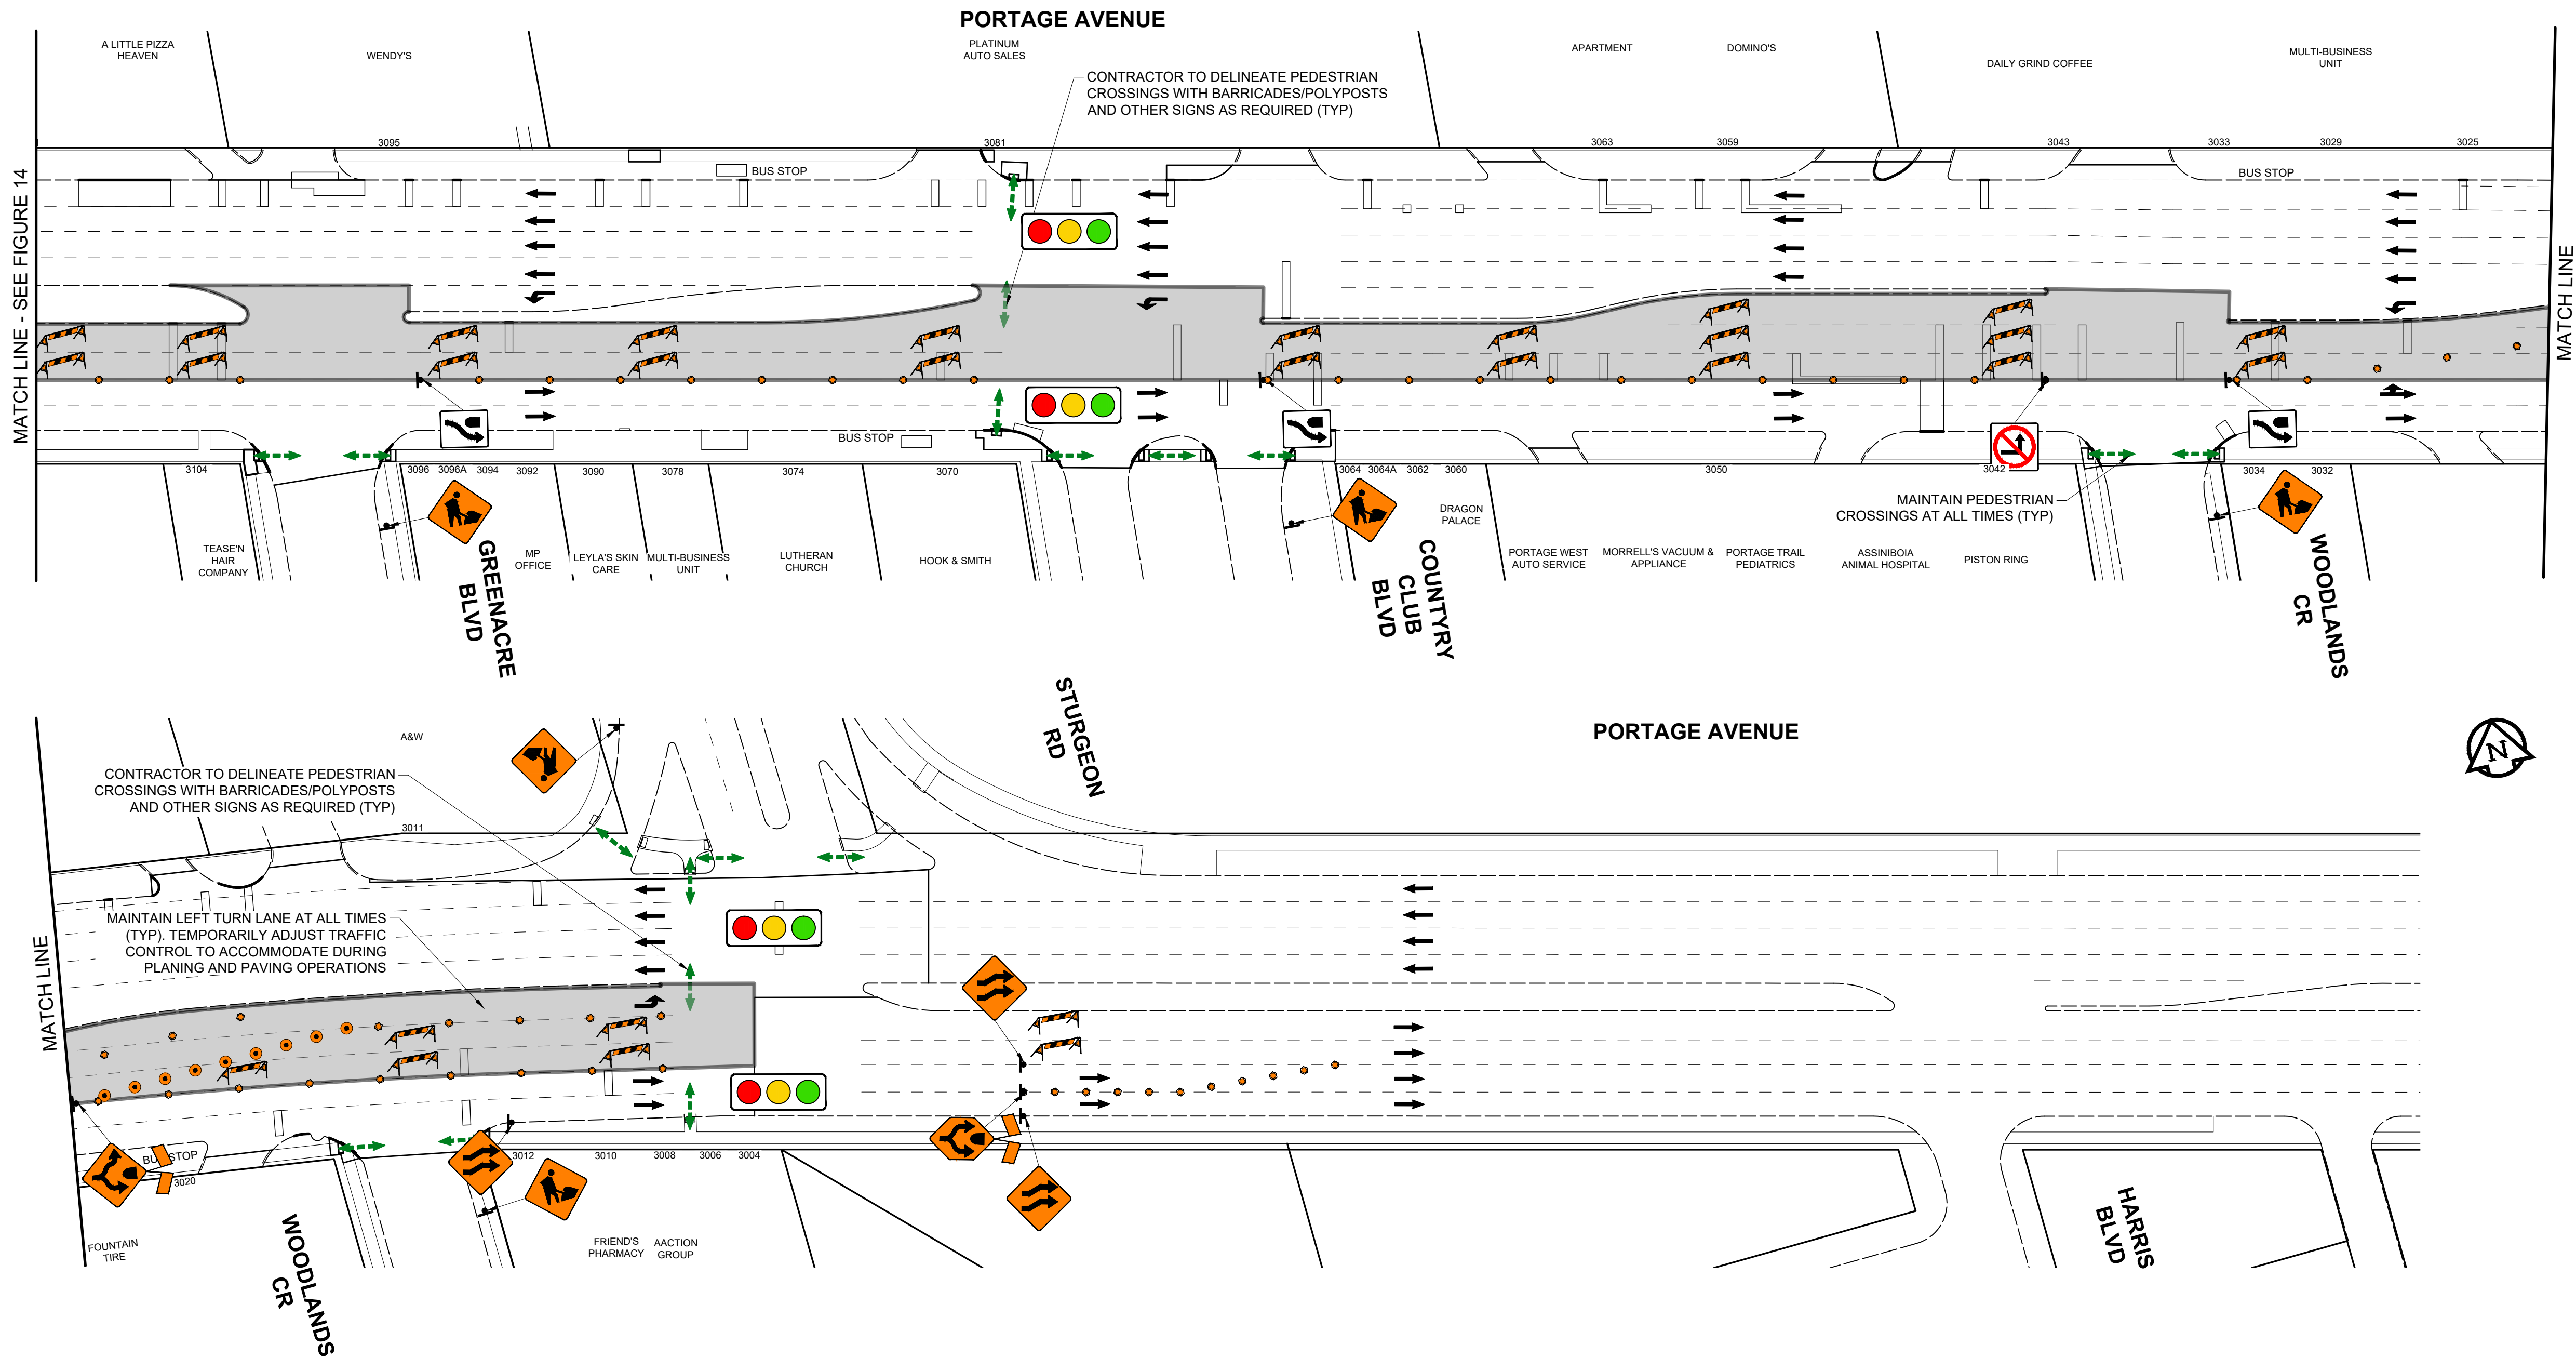 PORTAGE AVENUE
A LITTLE PIZZA
HEAVEN
WENDY'S
PLATINUM
AUTO SALES
APARTMENT
DOMINO'S
DAILY GRIND COFFEE
MULTI-BUSINESS
UNIT
CONTRACTOR TO DELINEATE PEDESTRIAN
CROSSINGS WITH BARRICADES/POLYPOSTS
AND OTHER SIGNS AS REQUIRED (TYP)
3095
3081
3063
3059
3043
3033
3029
3025
BUS STOP
BUS STOP
MATCH LINE - SEE FIGURE 14
MATCH LINE
BUS STOP
3104
3096
3096A
3094
3092
3090
3078
3074
3070
3064
3064A
3062
3060
3050
3042
3034
3032
MAINTAIN PEDESTRIAN
CROSSINGS AT ALL TIMES (TYP)
TEASE'N
HAIR
COMPANY
GREENACRE
BLVD
MP
OFFICE
LEYLA'S SKIN
CARE
MULTI-BUSINESS
UNIT
LUTHERAN
CHURCH
HOOK & SMITH
COUNTYRY
CLUB
BLVD
DRAGON
PALACE
PORTAGE WEST
AUTO SERVICE
MORRELL'S VACUUM &
APPLIANCE
PORTAGE TRAIL
PEDIATRICS
ASSINIBOIA
ANIMAL HOSPITAL
PISTON RING
WOODLANDS
CR
STURGEON
RD
PORTAGE AVENUE
N
A&W
CONTRACTOR TO DELINEATE PEDESTRIAN
CROSSINGS WITH BARRICADES/POLYPOSTS
AND OTHER SIGNS AS REQUIRED (TYP)
3011
MAINTAIN LEFT TURN LANE AT ALL TIMES
(TYP). TEMPORARILY ADJUST TRAFFIC
CONTROL TO ACCOMMODATE DURING
PLANING AND PAVING OPERATIONS
MATCH LINE
BUS STOP
3020
3012
3010
3008
3006
3004
FOUNTAIN
TIRE
WOODLANDS
CR
FRIEND'S
PHARMACY
AACTION
GROUP
HARRIS
BLVD